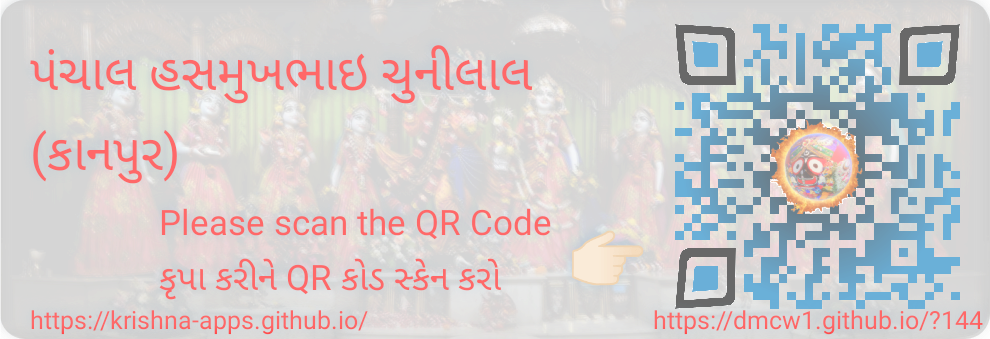 પંચાલ હસમુખભાઇ ચુનીલાલ
(કાનપુર)
Please scan the QR Code
કૃપા કરીને QR કોડ સ્કેન કરો
https://krishna-apps.github.io/
https://dmcw1.github.io/?144